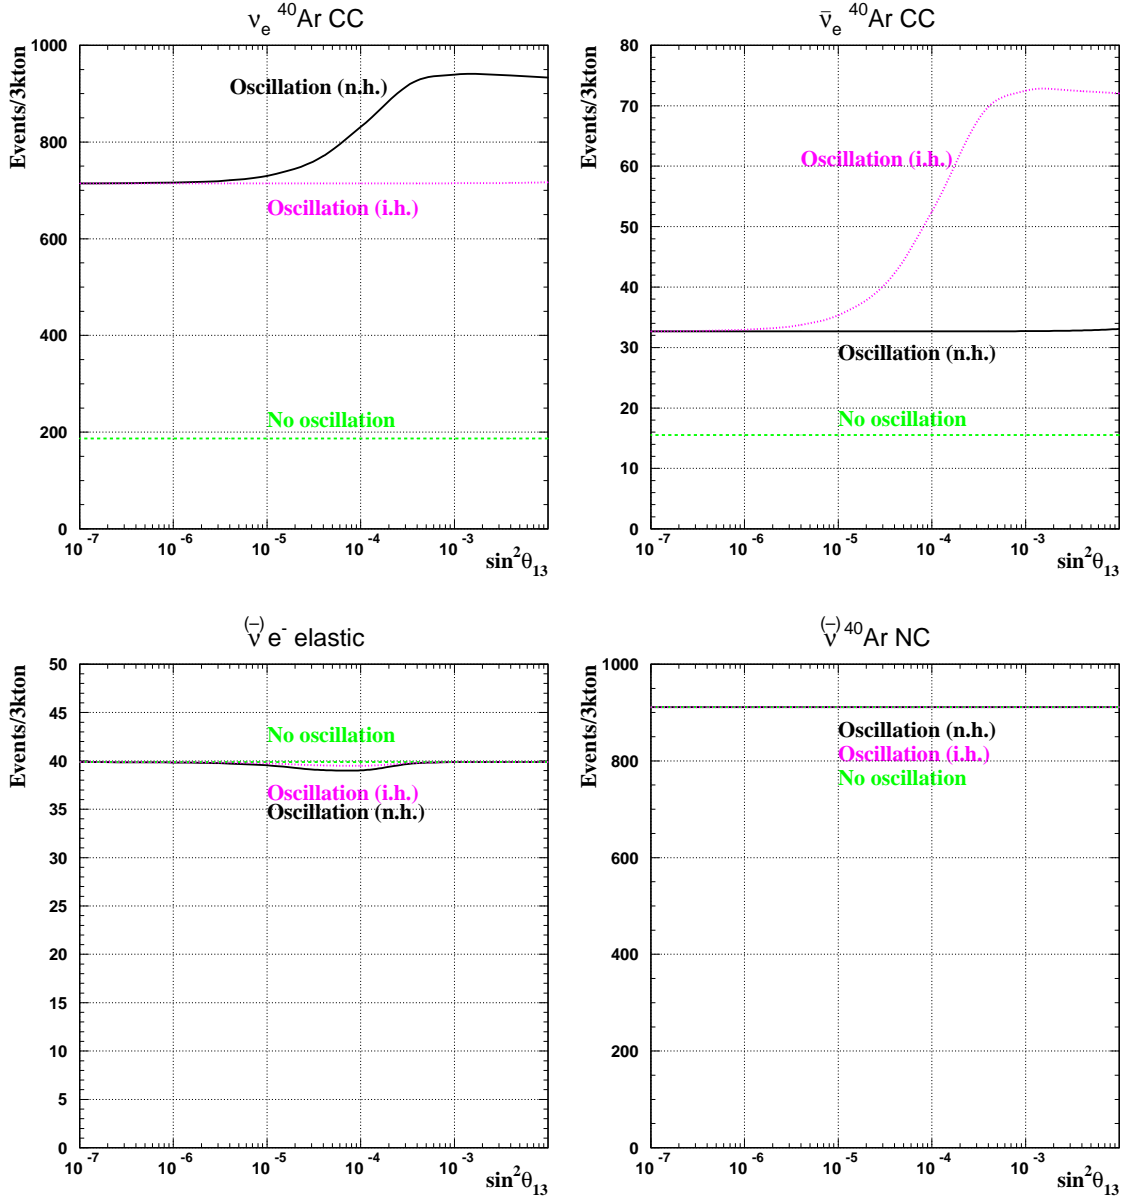 ν_e ⁴⁰Ar CC
Events/3kton
1000
800
600
400
200
0
Oscillation (n.h.)
Oscillation (i.h.)
No oscillation
10⁻⁷ 10⁻⁶ 10⁻⁵ 10⁻⁴ 10⁻³
sin²θ₁₃
ν̄_e ⁴⁰Ar CC
Events/3kton
80
70
60
50
40
30
20
10
0
Oscillation (i.h.)
Oscillation (n.h.)
No oscillation
10⁻⁷ 10⁻⁶ 10⁻⁵ 10⁻⁴ 10⁻³
sin²θ₁₃
(–)
ν e⁻ elastic
Events/3kton
50
45
40
35
30
25
20
15
10
5
0
No oscillation
Oscillation (i.h.)
Oscillation (n.h.)
10⁻⁷ 10⁻⁶ 10⁻⁵ 10⁻⁴ 10⁻³
sin²θ₁₃
(–)
ν ⁴⁰Ar NC
Events/3kton
1000
800
600
400
200
0
Oscillation (n.h.)
Oscillation (i.h.)
No oscillation
10⁻⁷ 10⁻⁶ 10⁻⁵ 10⁻⁴ 10⁻³
sin²θ₁₃